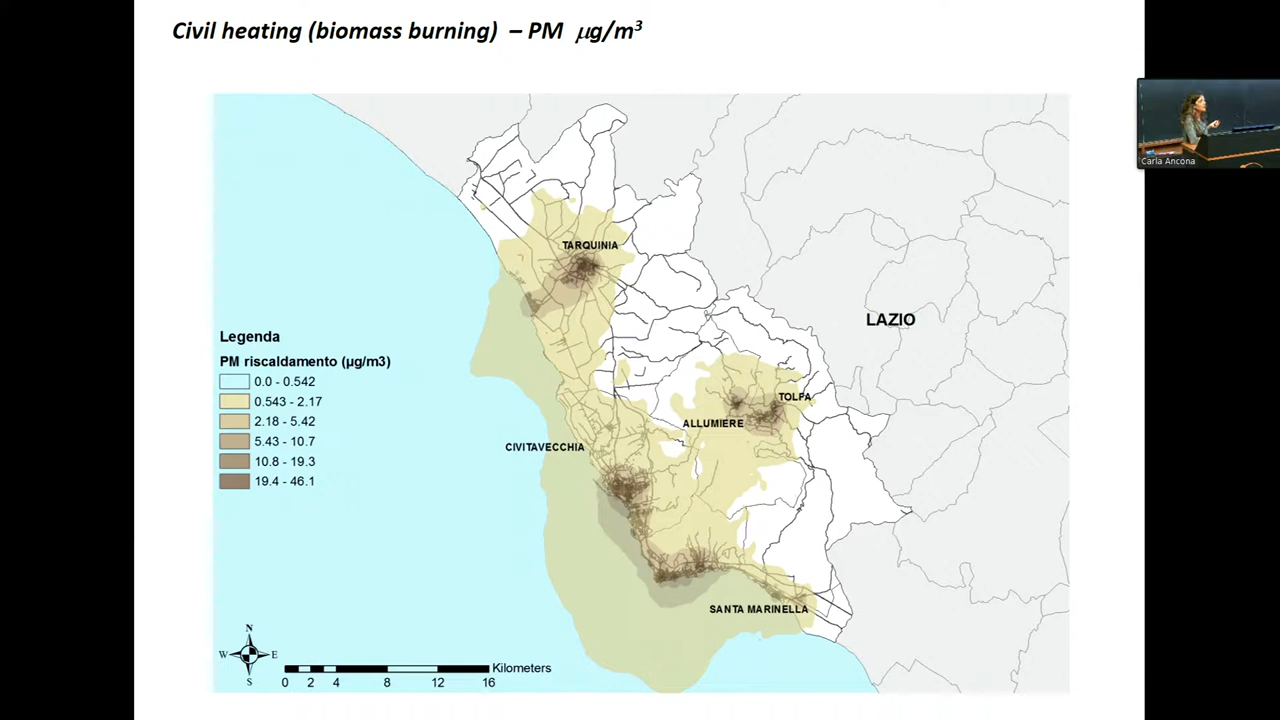 Civil heating (biomass burning) – PM µg/m³
Carla Ancona
TARQUINIA
LAZIO
Legenda
PM riscaldamento (µg/m3)
0.0 - 0.542
0.543 - 2.17
2.18 - 5.42
5.43 - 10.7
10.8 - 19.3
19.4 - 46.1
TOLPA
ALLUMIERE
CIVITAVECCHIA
SANTA MARINELLA
N
W E
S
Kilometers
0 2 4 8 12 16